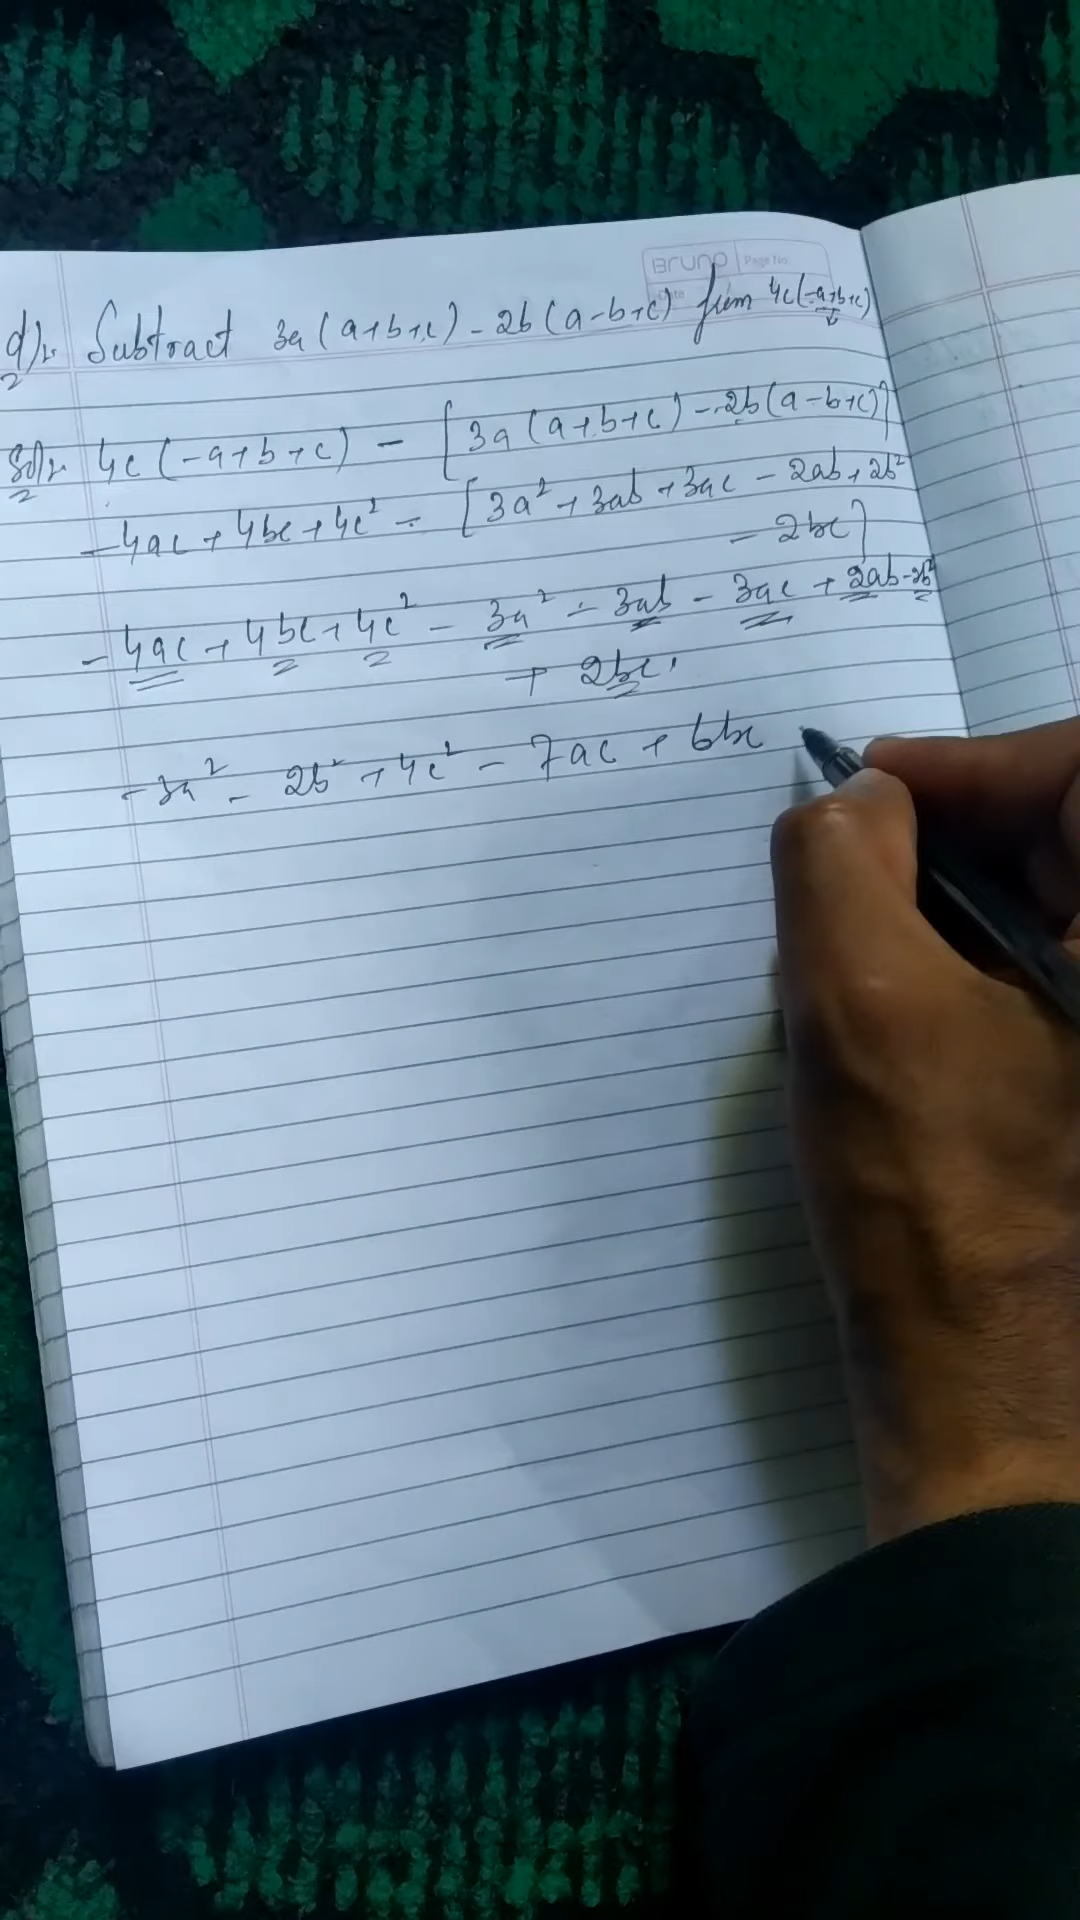 Bruno Page No.
Date
d) Subtract 3a (a+b+c) - 2b (a-b+c) from 4c(-a+b+c)
Sol 4c (-a+b+c) - [3a (a+b+c) - 2b (a-b+c)]
-4ac + 4bc + 4c² - [3a² + 3ab + 3ac - 2ab + 2b²
- 2bc]
- 4ac + 4bc + 4c² - 3a² - 3ab - 3ac + 2ab - 2b²
+ 2bc.
- 3a² - 2b² + 4c² - 7ac + 6bc